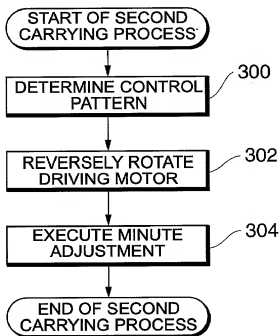 START OF SECOND
CARRYING PROCESS
300
DETERMINE CONTROL
PATTERN
302
REVERSELY ROTATE
DRIVING MOTOR
304
EXECUTE MINUTE
ADJUSTMENT
END OF SECOND
CARRYING PROCESS